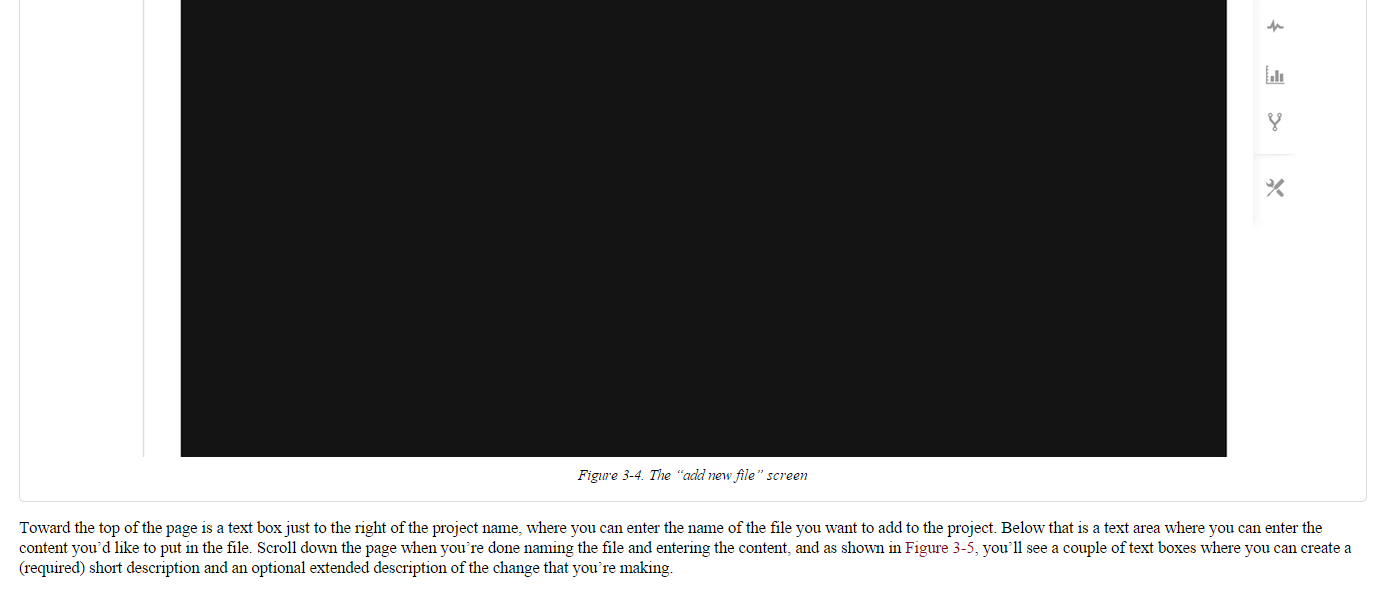 Figure 3-4. The “add new file” screen
Toward the top of the page is a text box just to the right of the project name, where you can enter the name of the file you want to add to the project. Below that is a text area where you can enter the
content you’d like to put in the file. Scroll down the page when you’re done naming the file and entering the content, and as shown in Figure 3-5, you’ll see a couple of text boxes where you can create a
(required) short description and an optional extended description of the change that you’re making.